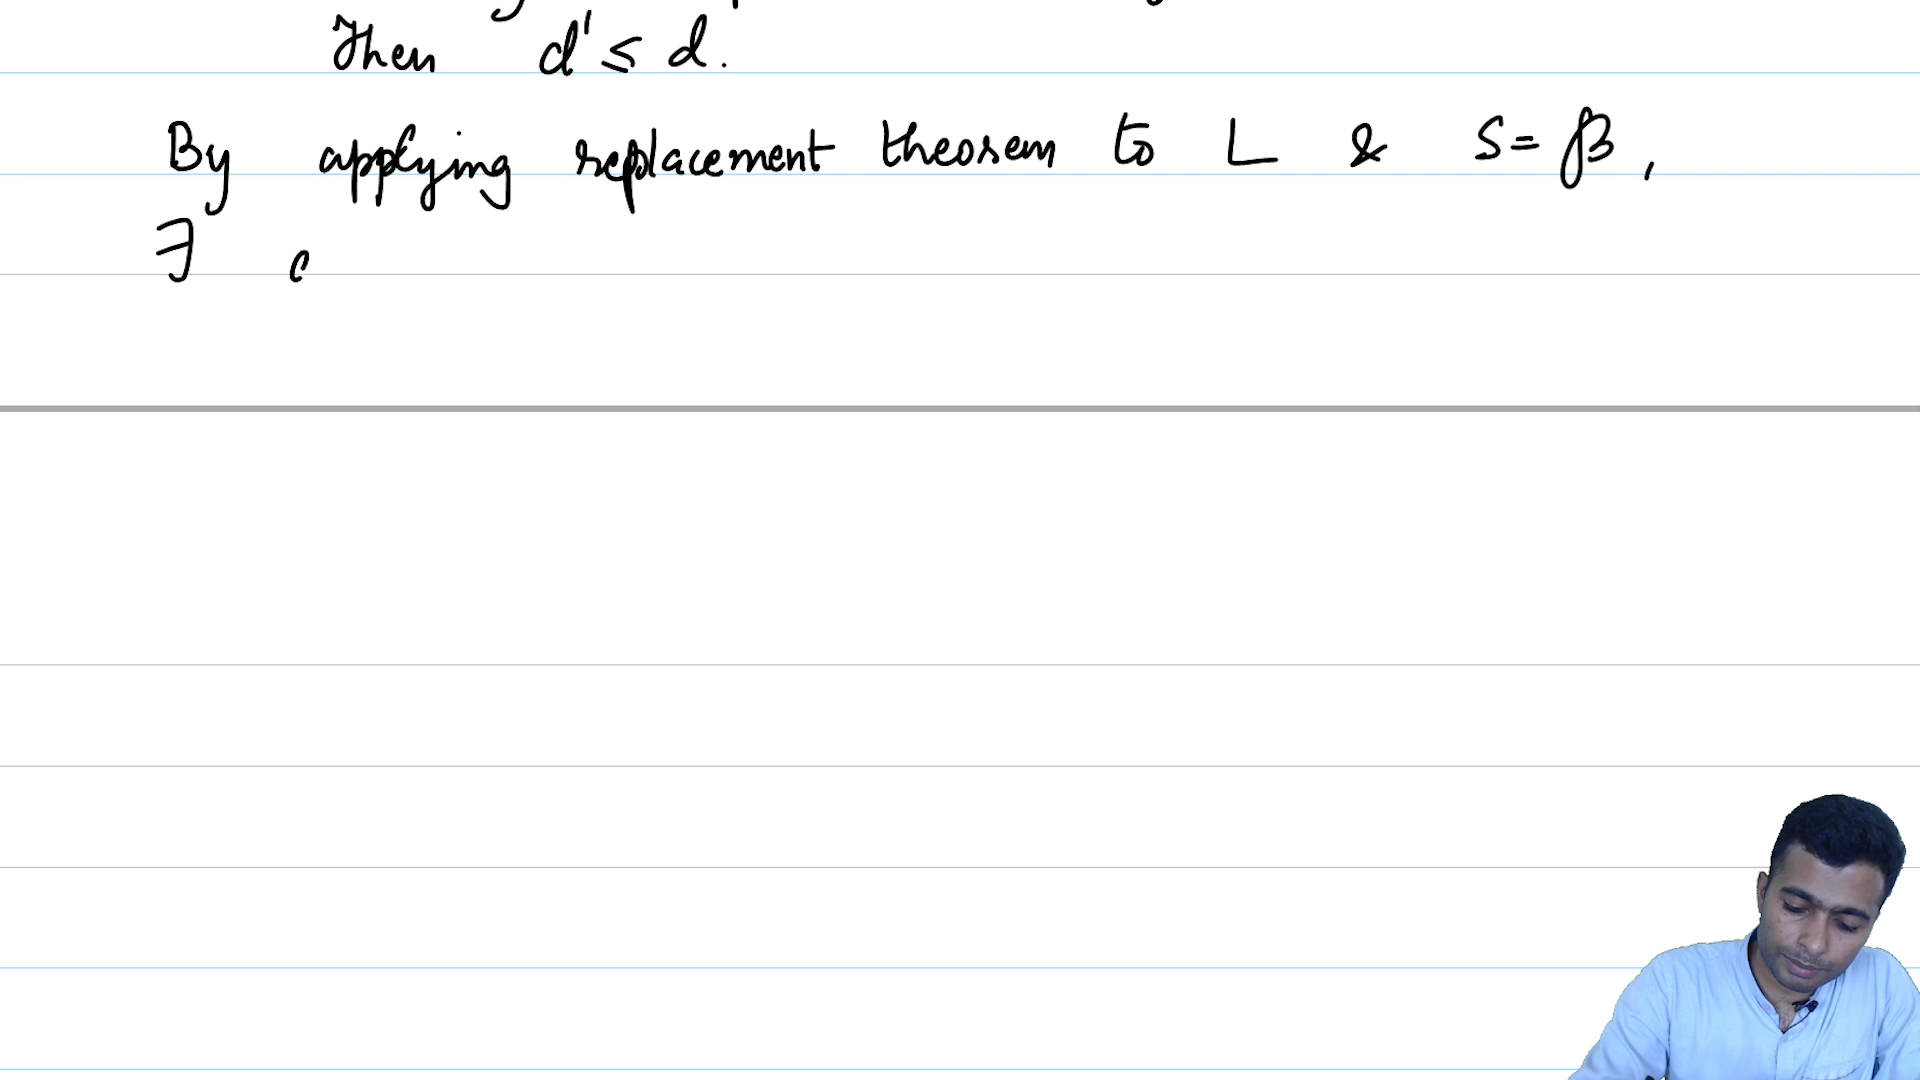 Then d' ≤ d.
By applying replacement theorem to L & S = β,
∃